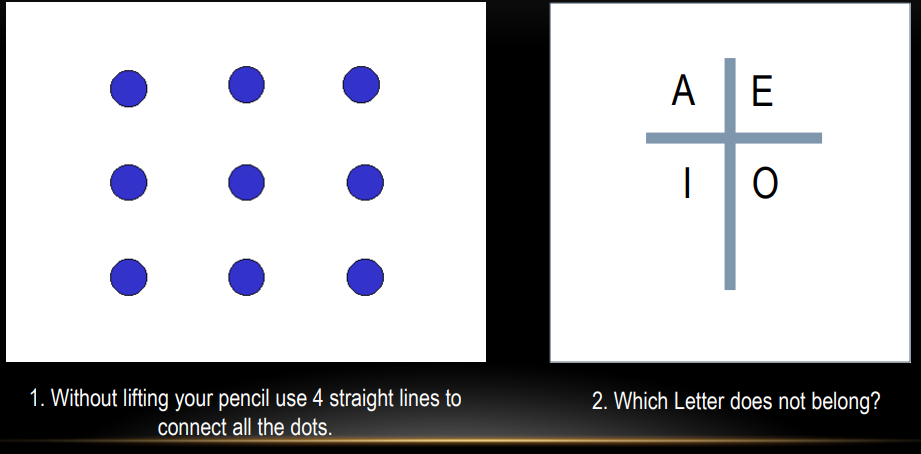 A E
I O
1. Without lifting your pencil use 4 straight lines to
connect all the dots.
2. Which Letter does not belong?